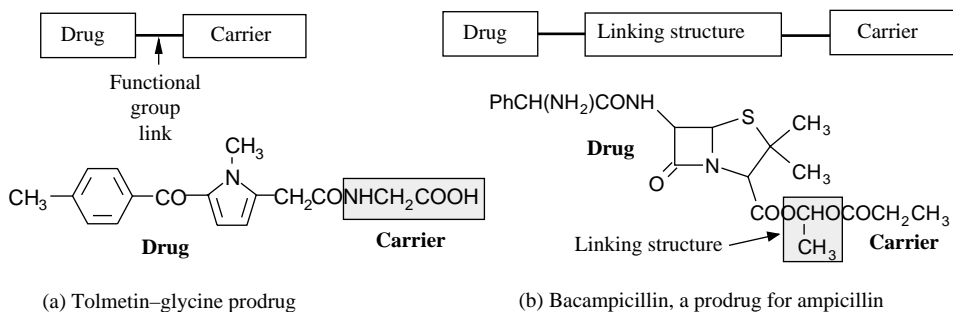 Drug
Carrier
Functional
group
link
CH3
N
CH3
CO
CH2CONHCH2COOH
Drug
Carrier
(a) Tolmetin–glycine prodrug
Drug
Linking structure
Carrier
PhCH(NH2)CONH
S
CH3
Drug
N
CH3
O
COOCHOCOCH2CH3
Linking structure
CH3
Carrier
(b) Bacampicillin, a prodrug for ampicillin